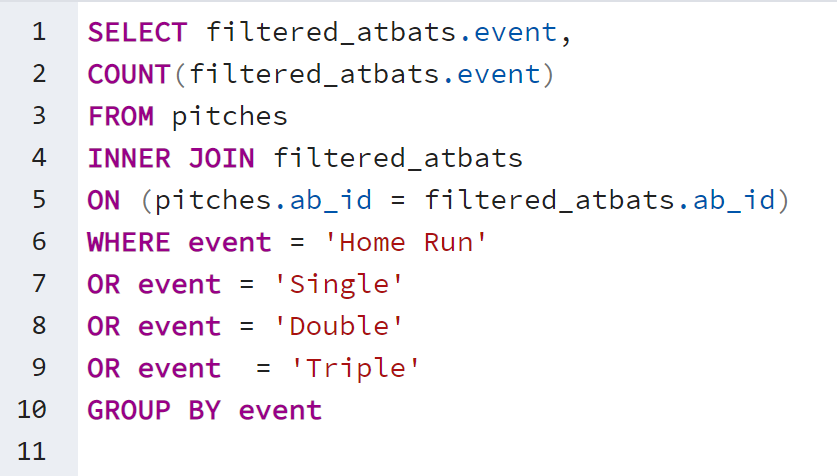 1 SELECT filtered_atbats.event,
2 COUNT(filtered_atbats.event)
3 FROM pitches
4 INNER JOIN filtered_atbats
5 ON (pitches.ab_id = filtered_atbats.ab_id)
6 WHERE event = 'Home Run'
7 OR event = 'Single'
8 OR event = 'Double'
9 OR event  = 'Triple'
10 GROUP BY event
11